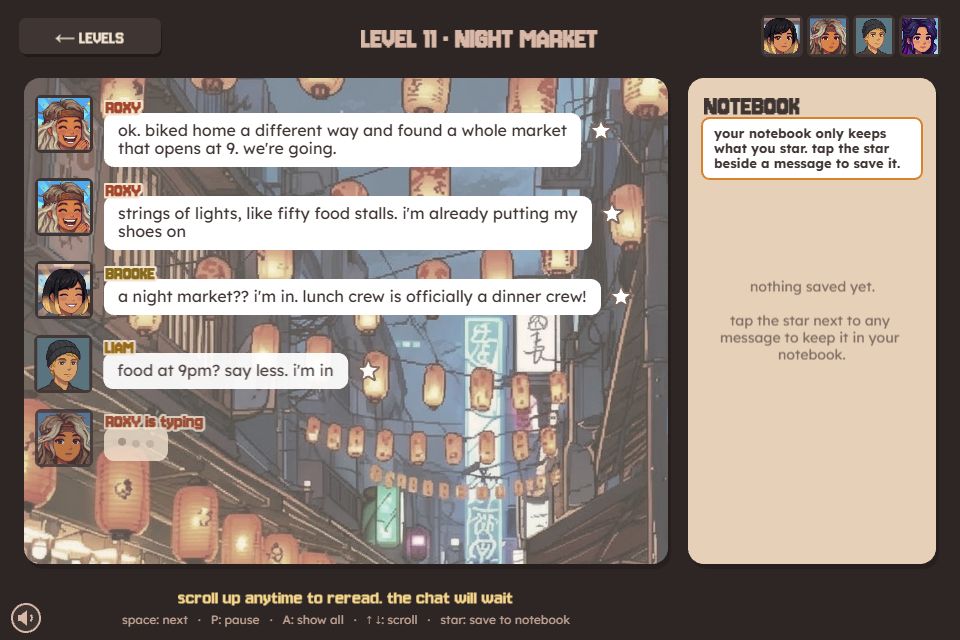 ← LEVELS
LEVEL 11 · NIGHT MARKET
ROXY
ok. biked home a different way and found a whole market
that opens at 9. we're going.
ROXY
strings of lights, like fifty food stalls. i'm already putting my
shoes on
BROOKE
a night market?? i'm in. lunch crew is officially a dinner crew!
LIAM
food at 9pm? say less. i'm in
ROXY is typing
NOTEBOOK
your notebook only keeps
what you star. tap the star
beside a message to save it.
nothing saved yet.
tap the star next to any
message to keep it in your
notebook.
scroll up anytime to reread. the chat will wait
space: next · P: pause · A: show all · ↑↓: scroll · star: save to notebook